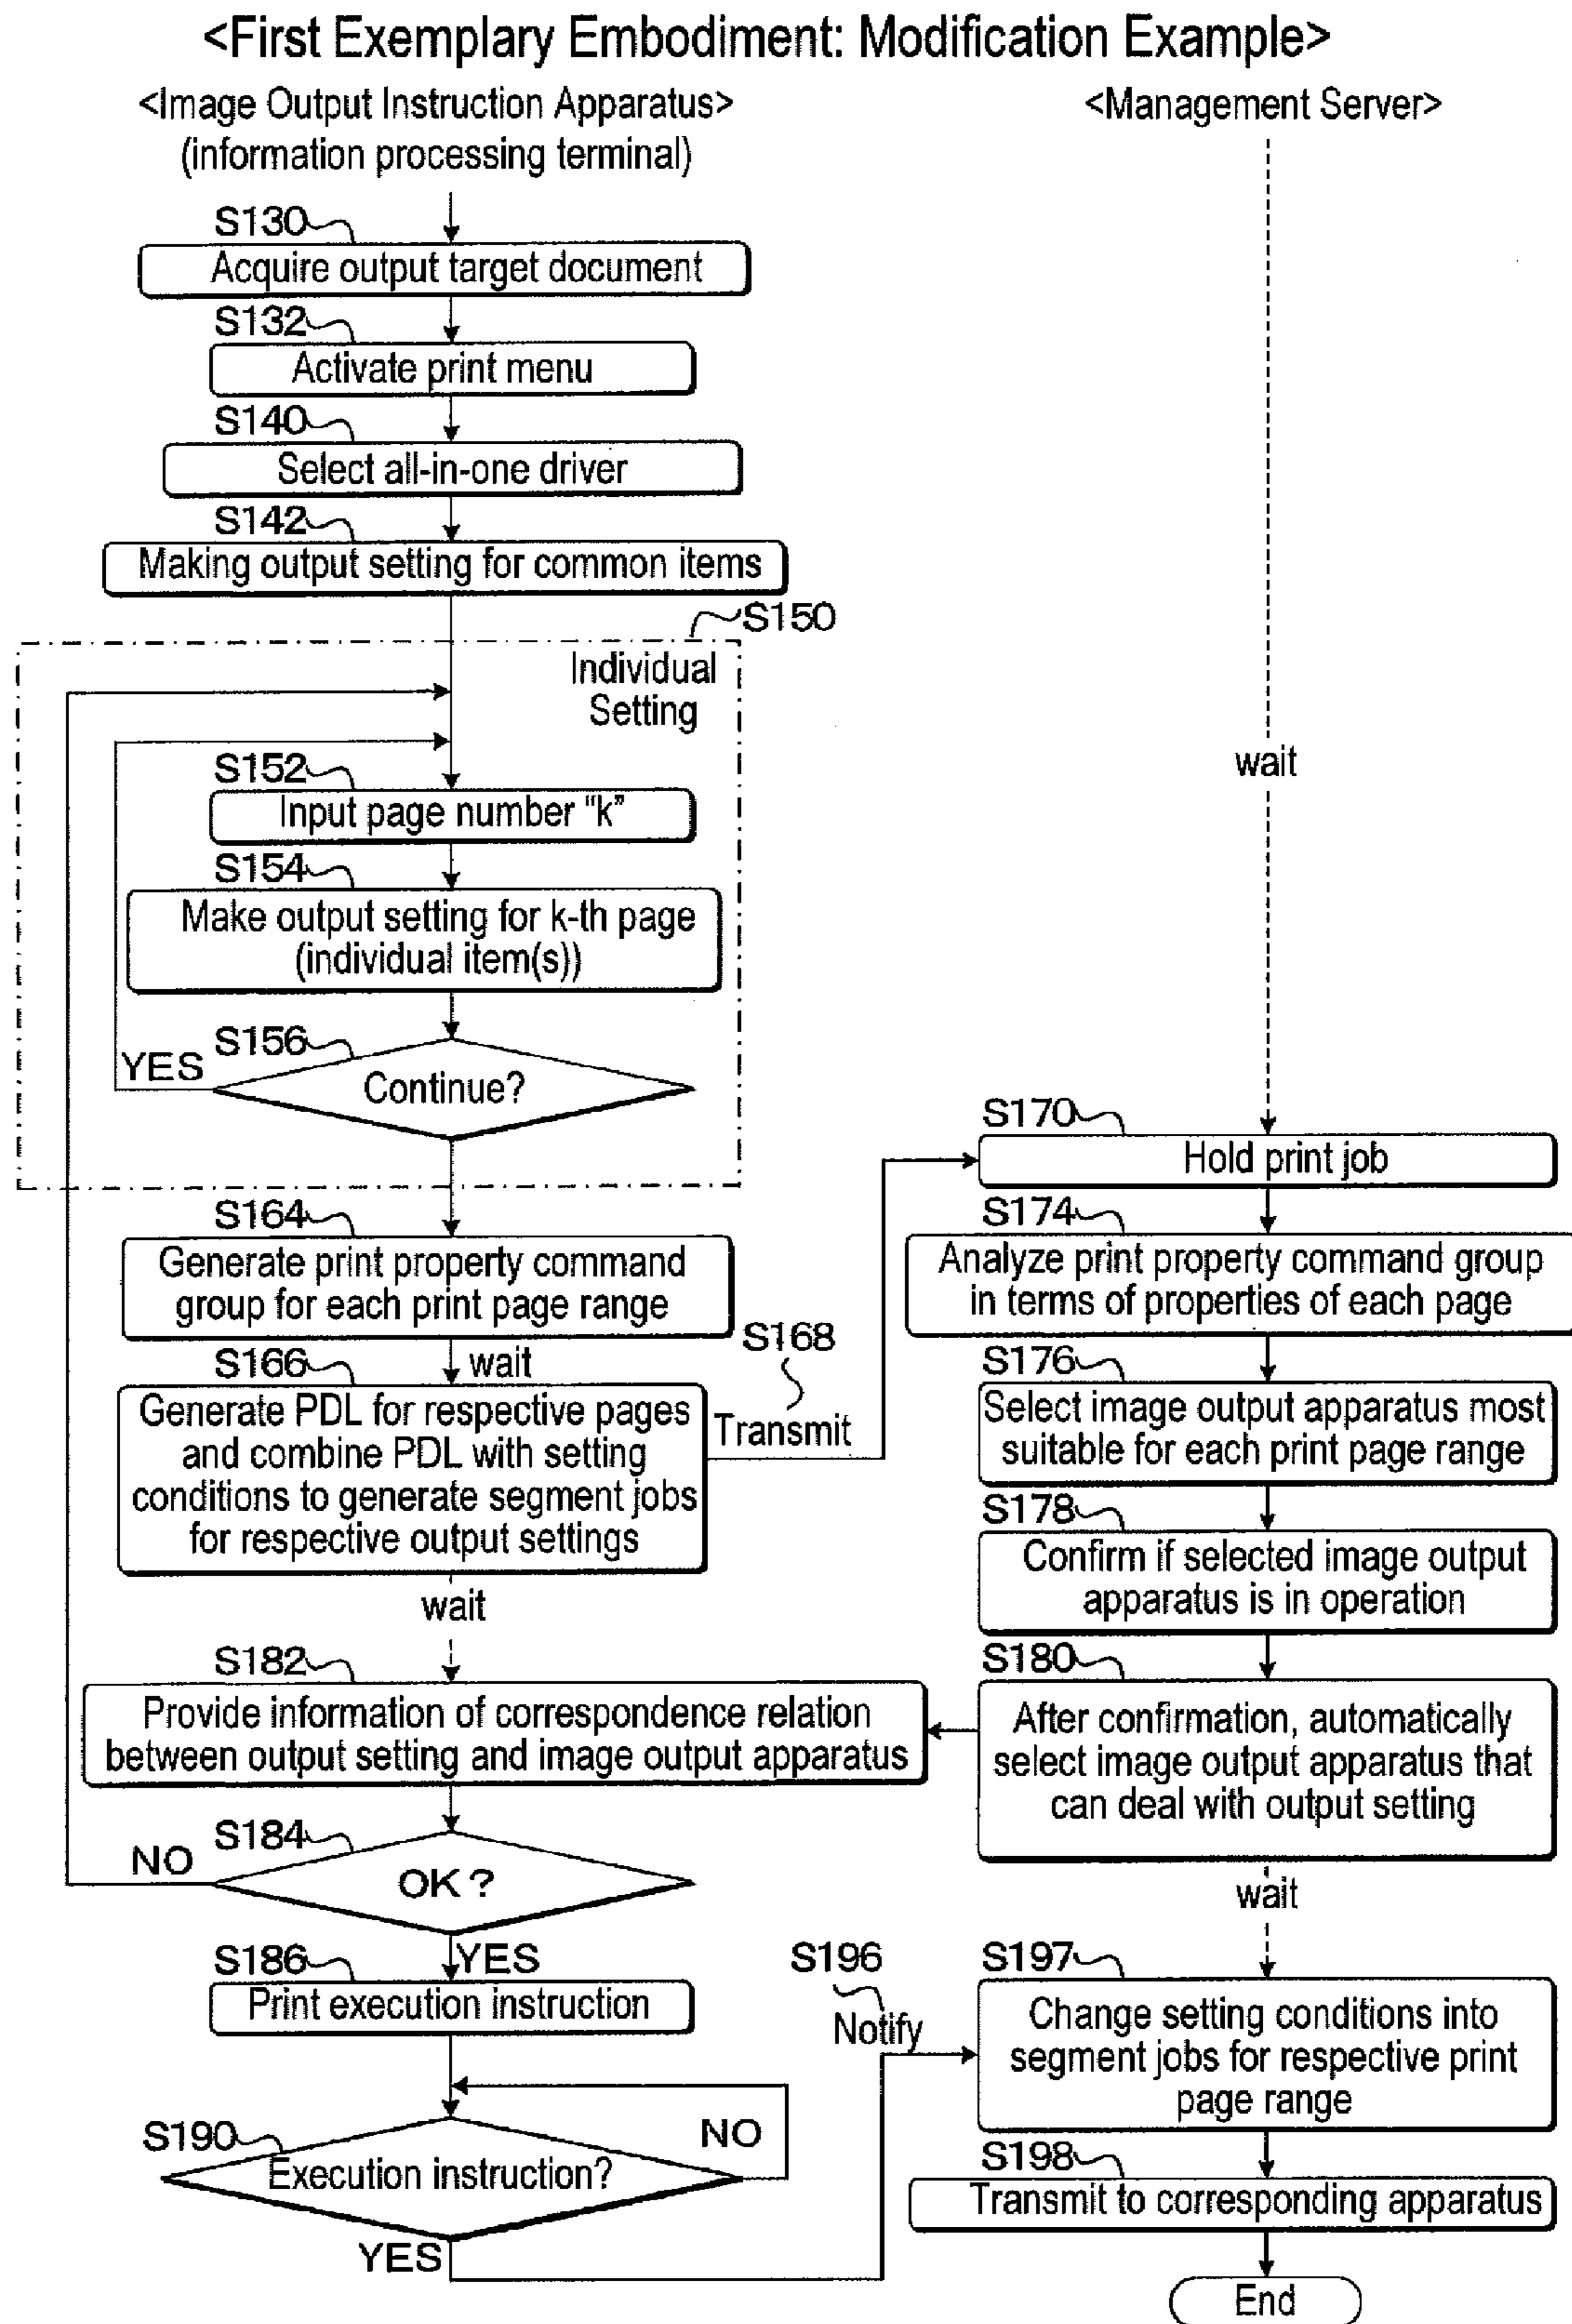 <First Exemplary Embodiment: Modification Example>
<Image Output Instruction Apparatus>
(information processing terminal)
S130
Acquire output target document
S132
Activate print menu
S140
Select all-in-one driver
S142
Making output setting for common items
S150
Individual
Setting
S152
Input page number “k”
S154
Make output setting for k-th page
(individual item(s))
S156
YES
Continue?
S164
Generate print property command
group for each print page range
wait
S166
Generate PDL for respective pages
and combine PDL with setting
conditions to generate segment jobs
for respective output settings
S168
Transmit
wait
S182
Provide information of correspondence relation
between output setting and image output apparatus
S184
NO
OK ?
YES
S186
Print execution instruction
S190
NO
Execution instruction?
YES
S196
Notify
<Management Server>
wait
S170
Hold print job
S174
Analyze print property command group
in terms of properties of each page
S176
Select image output apparatus most
suitable for each print page range
S178
Confirm if selected image output
apparatus is in operation
S180
After confirmation, automatically
select image output apparatus that
can deal with output setting
wait
S197
Change setting conditions into
segment jobs for respective print
page range
S198
Transmit to corresponding apparatus
End